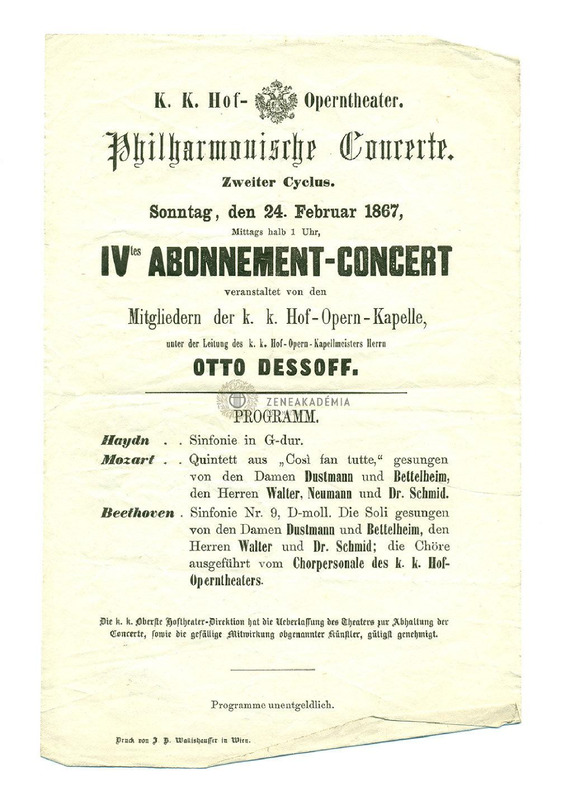 K. K. Hof- Operntheater.
Philharmonische Concerte.
Zweiter Cyclus.
Sonntag, den 24. Februar 1867,
Mittags halb 1 Uhr,
IVtes ABONNEMENT-CONCERT
veranstaltet von den
Mitgliedern der k. k. Hof-Opern-Kapelle,
unter der Leitung des k. k. Hof-Opern-Kapellmeisters Herrn
OTTO DESSOFF.
ZENEAKADÉMIA
PROGRAMM.
Haydn . . Sinfonie in G-dur.
Mozart . . Quintett aus „Così fan tutte,“ gesungen
von den Damen Dustmann und Bettelheim,
den Herren Walter, Neumann und Dr. Schmid.
Beethoven . Sinfonie Nr. 9, D-moll. Die Soli gesungen
von den Damen Dustmann und Bettelheim, den
Herren Walter und Dr. Schmid; die Chöre
ausgeführt vom Chorpersonale des k. k. Hof-
Operntheaters.
Die k. k. Oberste Hoftheater-Direktion hat die Ueberlassung des Theaters zur Abhaltung der
Concerte, sowie die gefällige Mitwirkung obgenannter Künstler, gütigst genehmigt.
Programme unentgeldlich.
Druck von J. B. Wallishausser in Wien.